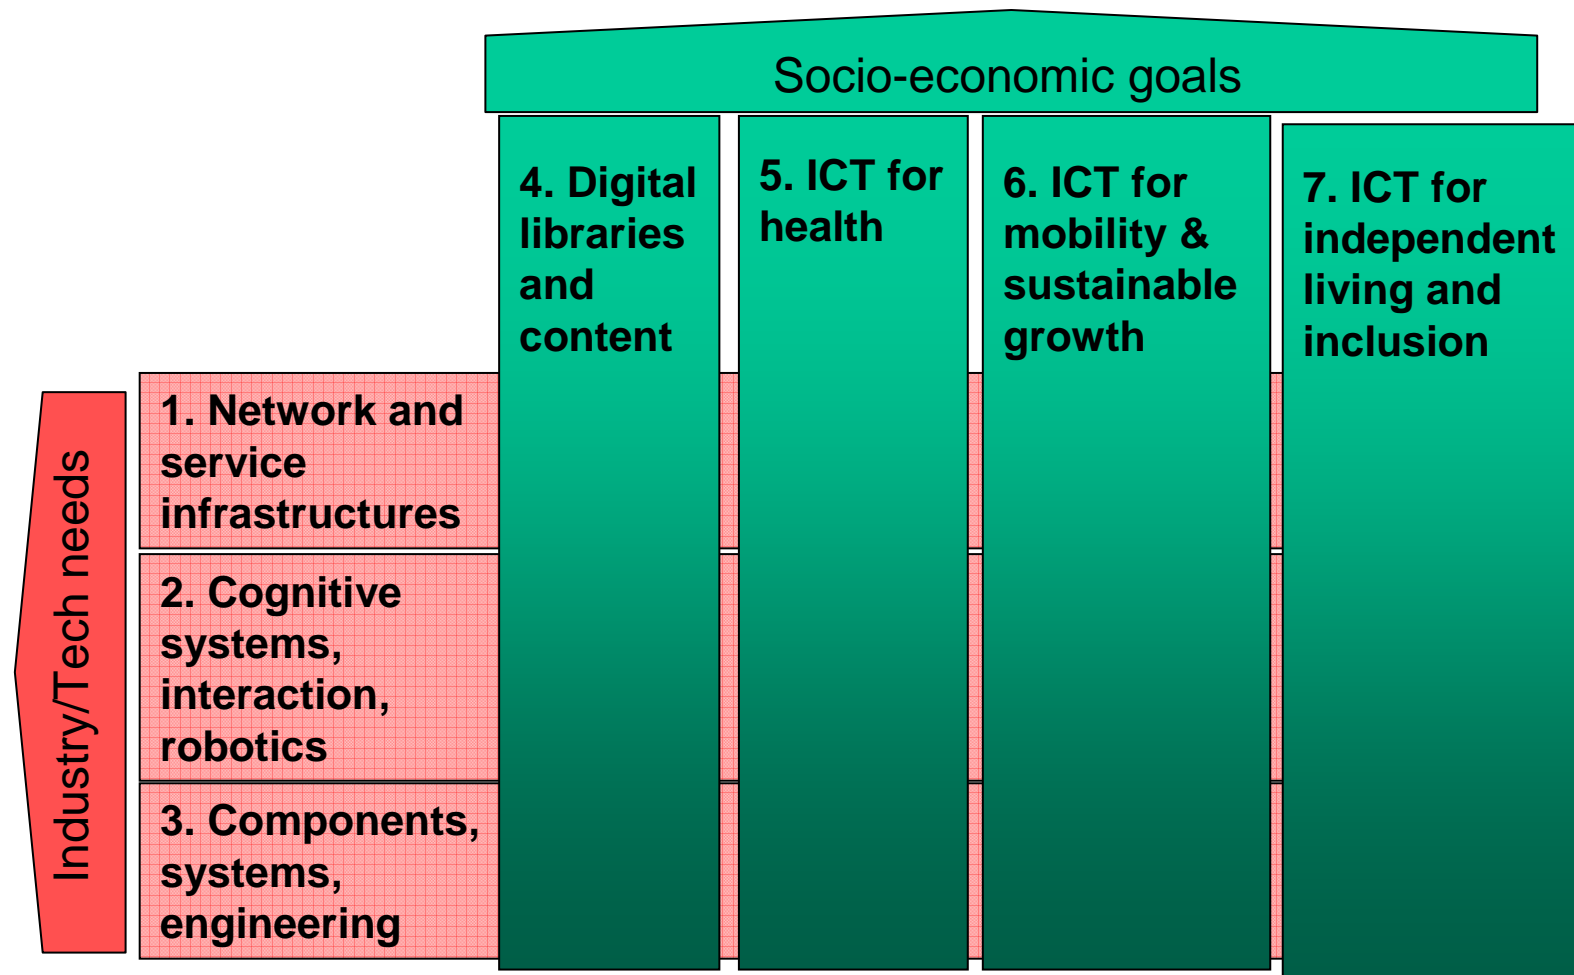 Socio-economic goals
4. Digital
libraries
and
content
5. ICT for
health
6. ICT for
mobility &
sustainable
growth
7. ICT for
independent
living and
inclusion
Industry/Tech needs
1. Network and
service
infrastructures
2. Cognitive
systems,
interaction,
robotics
3. Components,
systems,
engineering